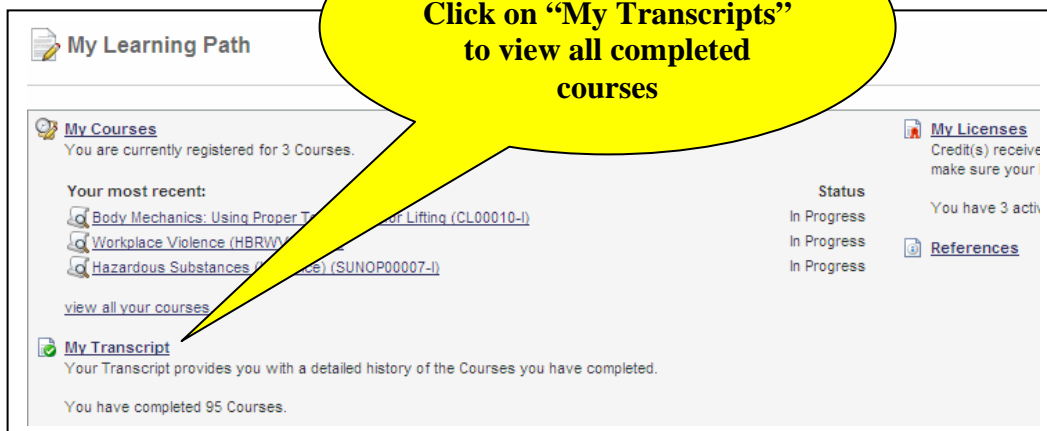 Click on “My Transcripts”
to view all completed
courses
My Learning Path
My Courses
You are currently registered for 3 Courses.
Your most recent:
Status
Body Mechanics: Using Proper or Lifting (CL00010-I)
In Progress
Workplace Violence
In Progress
Hazardous Substances (SUNOP00007-I)
In Progress
view all your courses
My Transcript
Your Transcript provides you with a detailed history of the Courses you have completed.
You have completed 95 Courses.
My Licenses
Credit(s) receive
make sure your
You have 3 activ
References